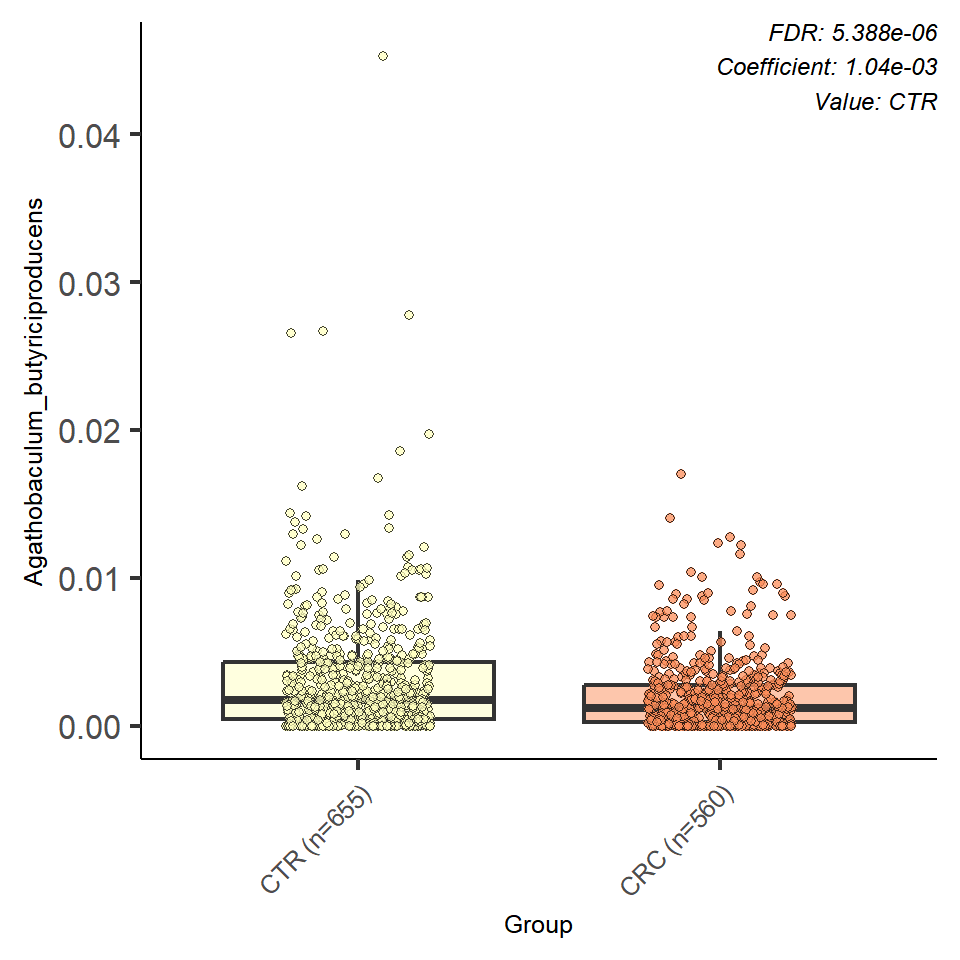 FDR: 5.388e-06
Coefficient: 1.04e-03
Value: CTR
Agathobaculum_butyriciproducens
0.04
0.03
0.02
0.01
0.00
CTR (n=655)
CRC (n=560)
Group